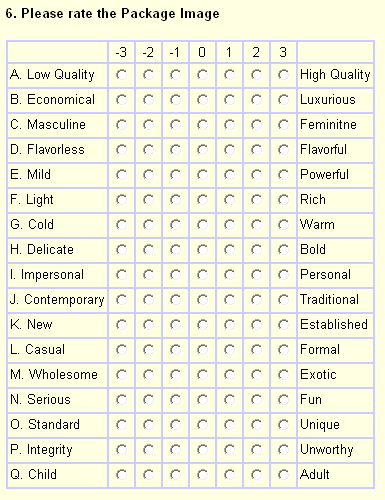 6. Please rate the Package Image
-3 -2 -1 0 1 2 3
A. Low Quality High Quality
B. Economical Luxurious
C. Masculine Feminitne
D. Flavorless Flavorful
E. Mild Powerful
F. Light Rich
G. Cold Warm
H. Delicate Bold
I. Impersonal Personal
J. Contemporary Traditional
K. New Established
L. Casual Formal
M. Wholesome Exotic
N. Serious Fun
O. Standard Unique
P. Integrity Unworthy
Q. Child Adult